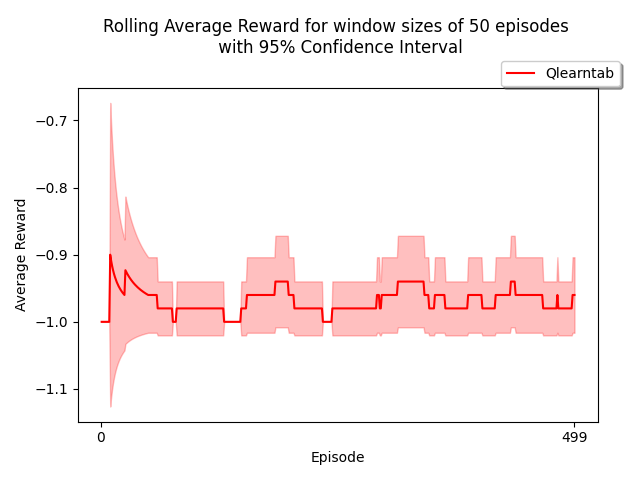 Rolling Average Reward for window sizes of 50 episodes
with 95% Confidence Interval
Qlearntab
−0.7
−0.8
−0.9
−1.0
−1.1
Average Reward
0
499
Episode